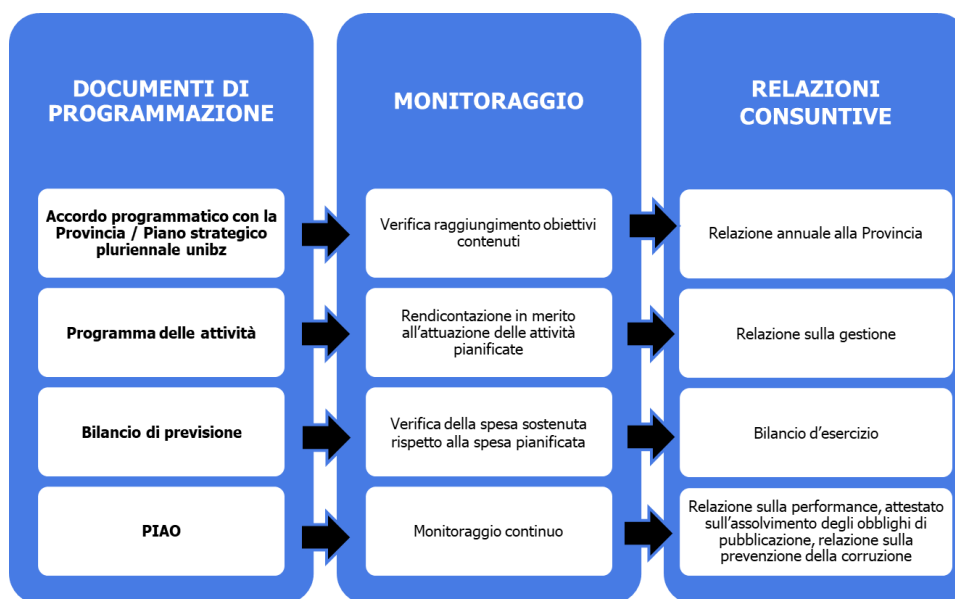 DOCUMENTI DI
PROGRAMMAZIONE
MONITORAGGIO
RELAZIONI
CONSUNTIVE
Accordo programmatico con la
Provincia / Piano strategico
pluriennale unibz
Verifica raggiungimento obiettivi
contenuti
Relazione annuale alla Provincia
Programma delle attività
Rendicontazione in merito
all'attuazione delle attività
pianificate
Relazione sulla gestione
Bilancio di previsione
Verifica della spesa sostenuta
rispetto alla spesa pianificata
Bilancio d'esercizio
PIAO
Monitoraggio continuo
Relazione sulla performance, attestato
sull'assolvimento degli obblighi di
pubblicazione, relazione sulla
prevenzione della corruzione